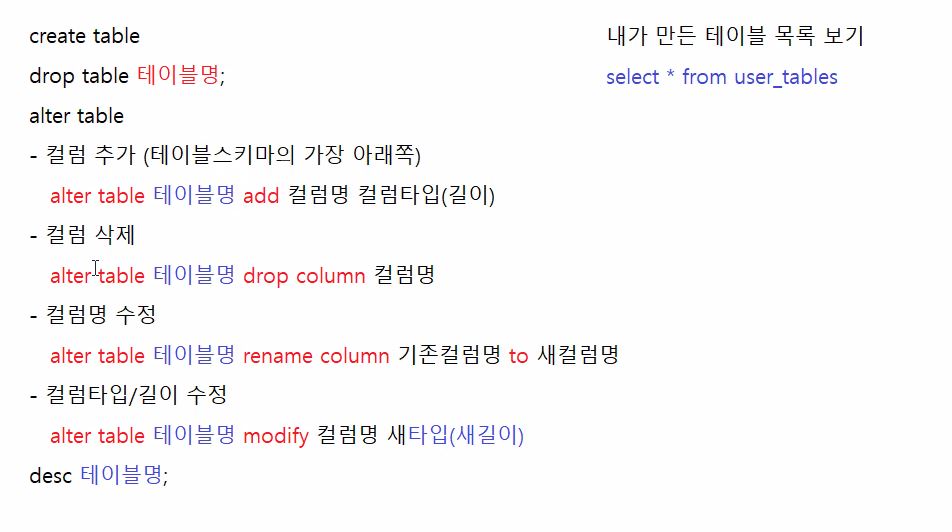 create table
drop table 테이블명;
alter table
- 컬럼 추가 (테이블스키마의 가장 아래쪽)
alter table 테이블명 add 컬럼명 컬럼타입(길이)
- 컬럼 삭제
alter table 테이블명 drop column 컬럼명
- 컬럼명 수정
alter table 테이블명 rename column 기존컬럼명 to 새컬럼명
- 컬럼타입/길이 수정
alter table 테이블명 modify 컬럼명 새타입(새길이)
desc 테이블명;
내가 만든 테이블 목록 보기
select * from user_tables